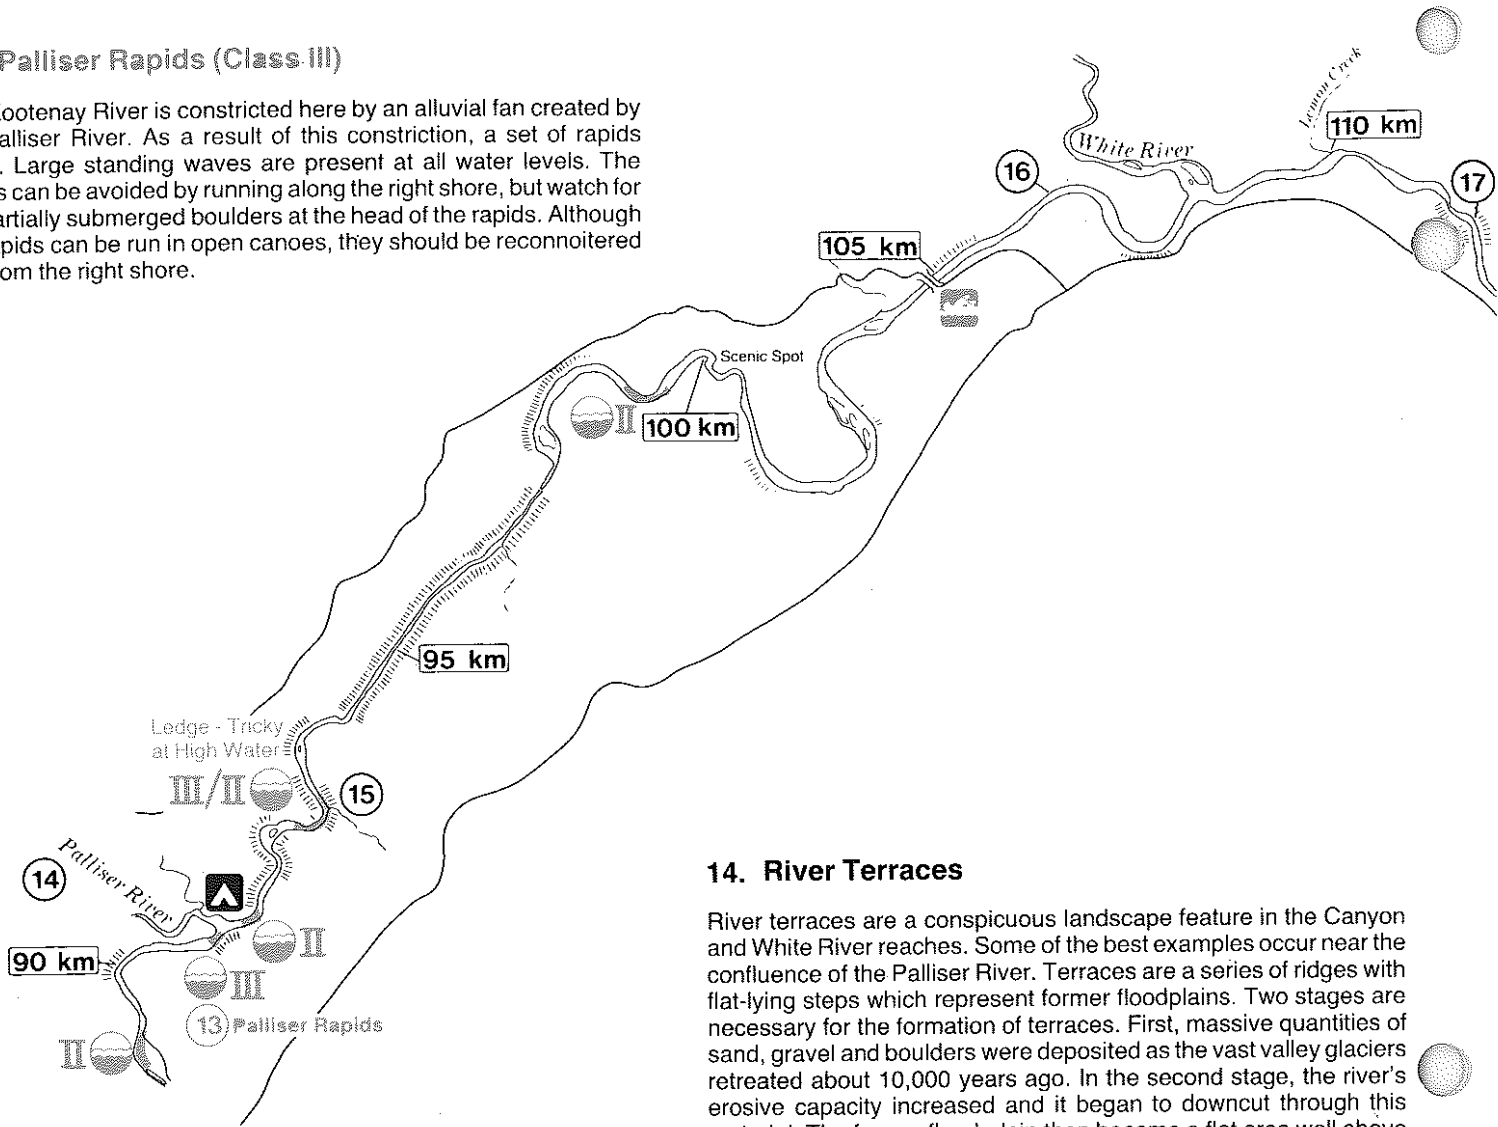 Palliser Rapids (Class III)
ootenay River is constricted here by an alluvial fan created by
alliser River. As a result of this constriction, a set of rapids
. Large standing waves are present at all water levels. The
s can be avoided by running along the right shore, but watch for
artially submerged boulders at the head of the rapids. Although
pids can be run in open canoes, they should be reconnoitered
om the right shore.
Lemon Creek
110 km
White River
16
17
105 km
Scenic Spot
II
100 km
95 km
Ledge - Tricky
at High Water
III/II
15
14
Palliser River
90 km
II
III
13 Palliser Rapids
II
14. River Terraces
River terraces are a conspicuous landscape feature in the Canyon
and White River reaches. Some of the best examples occur near the
confluence of the Palliser River. Terraces are a series of ridges with
flat-lying steps which represent former floodplains. Two stages are
necessary for the formation of terraces. First, massive quantities of
sand, gravel and boulders were deposited as the vast valley glaciers
retreated about 10,000 years ago. In the second stage, the river's
erosive capacity increased and it began to downcut through this